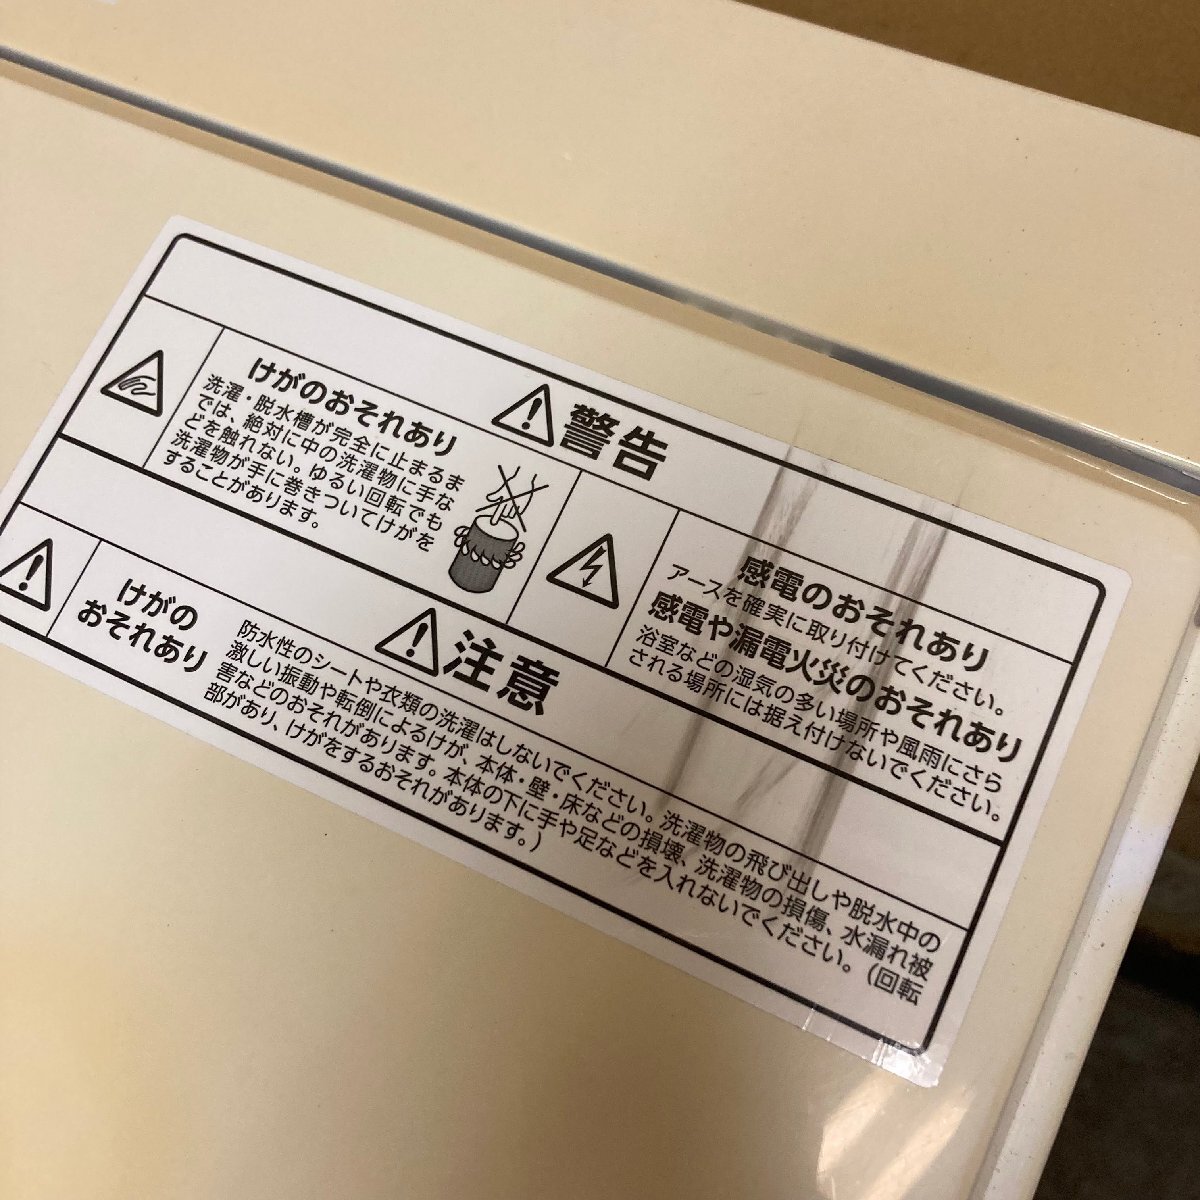 警告
けがのおそれあり
洗濯・脱水槽が完全に止まるま
では、絶対に中の洗濯物に手な
どを触れない。ゆるい回転でも
洗濯物が手に巻きついてけがを
することがあります。
感電のおそれあり
アースを確実に取り付けてください。
感電や漏電火災のおそれあり
浴室などの湿気の多い場所や風雨にさら
される場所には据え付けないでください。
注意
けがの
おそれあり
防水性のシートや衣類の洗濯はしないでください。洗濯物の飛び出しや脱水中の
激しい振動や転倒によるけが、本体・壁・床などの損壊、洗濯物の損傷、水漏れ被
害などのおそれがあります。本体の下に手や足などを入れないでください。(回転
部があり、けがをするおそれがあります。)